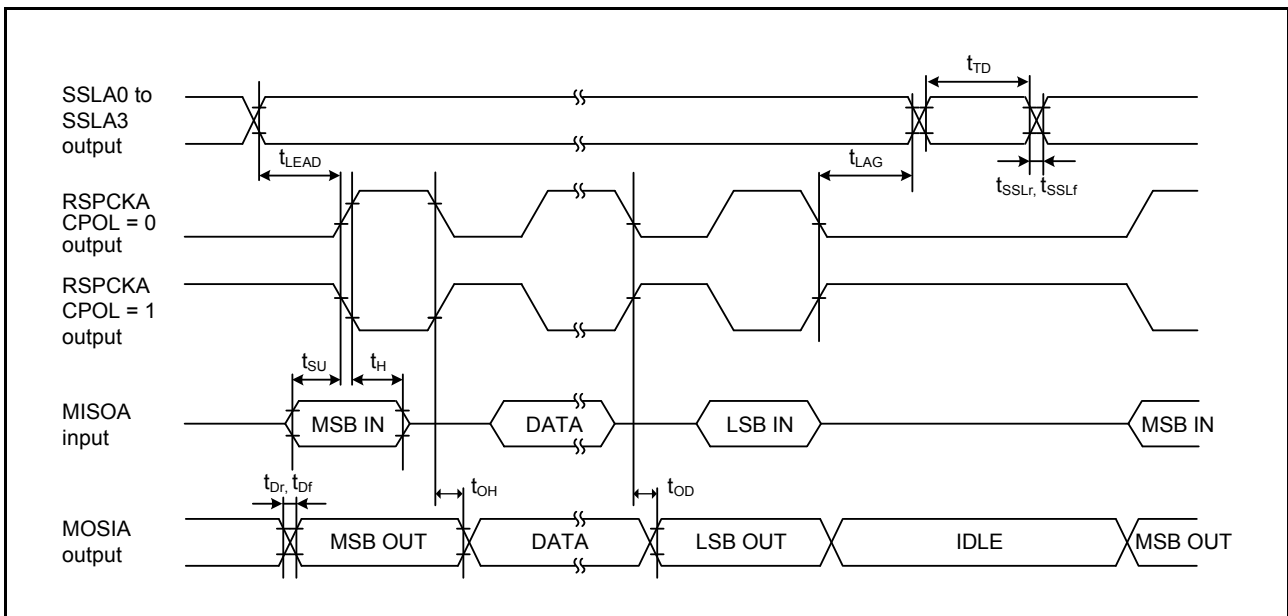 SSLA0 to
SSLA3
output
tTD
tLEAD
tLAG
tSSLr, tSSLf
RSPCKA
CPOL = 0
output
RSPCKA
CPOL = 1
output
tSU
tH
MISOA
input
MSB IN
DATA
LSB IN
MSB IN
tDr, tDf
tOH
tOD
MOSIA
output
MSB OUT
DATA
LSB OUT
IDLE
MSB OUT